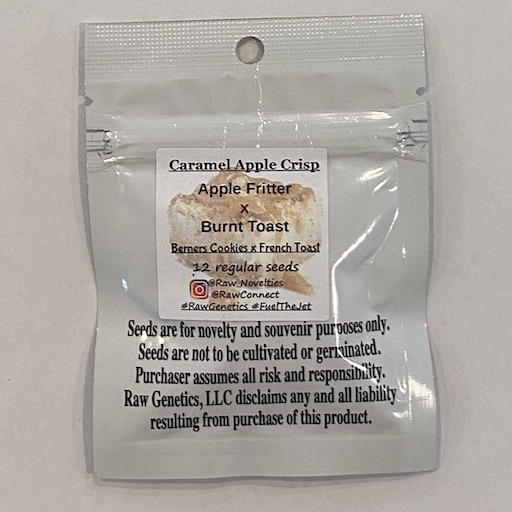 Caramel Apple Crisp
Apple Fritter
x
Burnt Toast
Berners Cookies x French Toast
12 regular seeds
@Raw_Novelties
@RawConnect
#RawGenetics #FuelTheJet
Seeds are for novelty and souvenir purposes only.
Seeds are not to be cultivated or germinated.
Purchaser assumes all risk and responsibility.
Raw Genetics, LLC disclaims any and all liability
resulting from purchase of this product.